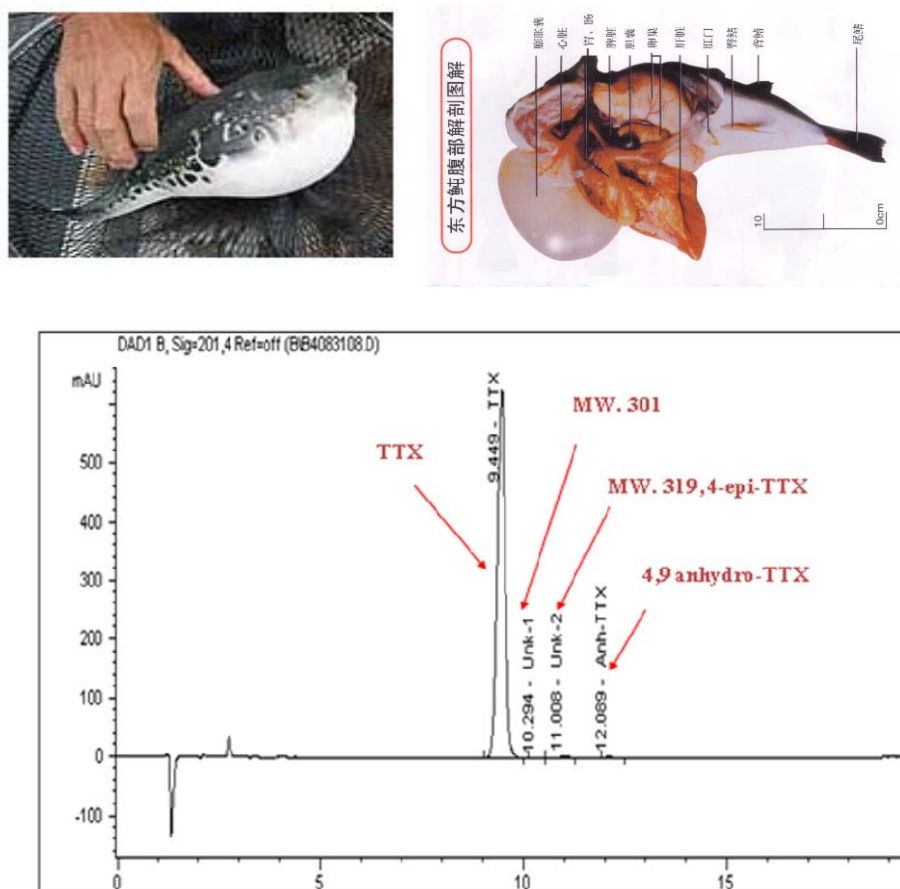 东方鲀腹部解剖图解
膨胀囊
心脏
胃、肠
脾脏
胆囊
卵巢
肝脏
肛门
臀鳍
背鳍
尾鳍
10
0cm
DAD1 B, Sig=201,4 Ref=off (B\B4083108.D)
mAU
500
400
300
200
100
0
-100
0
5
10
15
TTX
9.449 - TTX
MW. 301
10.294 - Unk-1
MW. 319,4-epi-TTX
11.008 - Unk-2
4,9 anhydro-TTX
12.089 - Anh-TTX